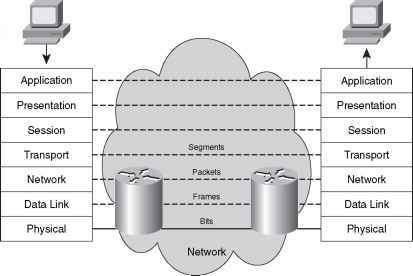 Application
Presentation
Session
Transport
Network
Data Link
Physical
Segments
Packets
Frames
Bits
Network
Application
Presentation
Session
Transport
Network
Data Link
Physical